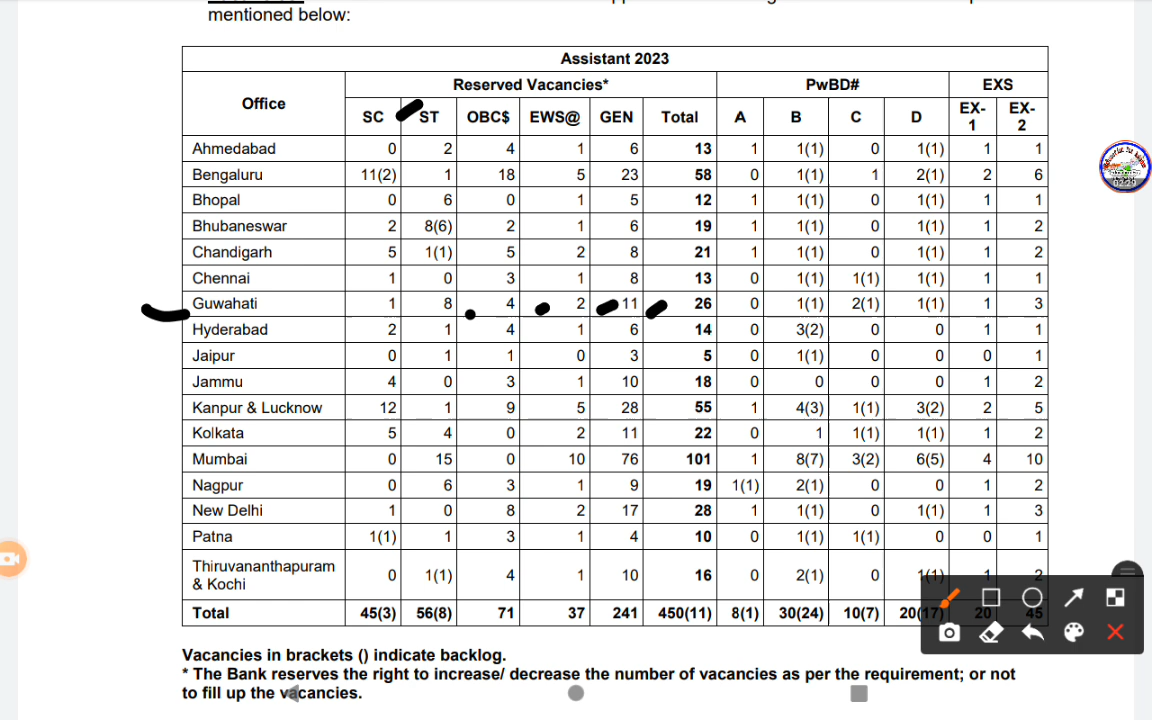 mentioned below:
Assistant 2023
Office Reserved Vacancies* PwBD# EXS
SC ST OBC$ EWS@ GEN Total A B C D EX-1 EX-2
Ahmedabad 0 2 4 1 6 13 1 1(1) 0 1(1) 1 1
Bengaluru 11(2) 1 18 5 23 58 0 1(1) 1 2(1) 2 6
Bhopal 0 6 0 1 5 12 1 1(1) 0 1(1) 1 1
Bhubaneswar 2 8(6) 2 1 6 19 1 1(1) 0 1(1) 1 2
Chandigarh 5 1(1) 5 2 8 21 1 1(1) 0 1(1) 1 2
Chennai 1 0 3 1 8 13 0 1(1) 1(1) 1(1) 1 1
Guwahati 1 8 4 2 11 26 0 1(1) 2(1) 1(1) 1 3
Hyderabad 2 1 4 1 6 14 0 3(2) 0 0 1 1
Jaipur 0 1 1 0 3 5 0 1(1) 0 0 0 1
Jammu 4 0 3 1 10 18 0 0 0 0 1 2
Kanpur & Lucknow 12 1 9 5 28 55 1 4(3) 1(1) 3(2) 2 5
Kolkata 5 4 0 2 11 22 0 1 1(1) 1(1) 1 2
Mumbai 0 15 0 10 76 101 1 8(7) 3(2) 6(5) 4 10
Nagpur 0 6 3 1 9 19 1(1) 2(1) 0 0 1 2
New Delhi 1 0 8 2 17 28 1 1(1) 0 1(1) 1 3
Patna 1(1) 1 3 1 4 10 0 1(1) 1(1) 0 0 1
Thiruvananthapuram
& Kochi 0 1(1) 4 1 10 16 0 2(1) 0 1(1) 1 2
Total 45(3) 56(8) 71 37 241 450(11) 8(1) 30(24) 10(7) 20(17) 20 45
Vacancies in brackets () indicate backlog.
* The Bank reserves the right to increase/ decrease the number of vacancies as per the requirement; or not
to fill up the vacancies.